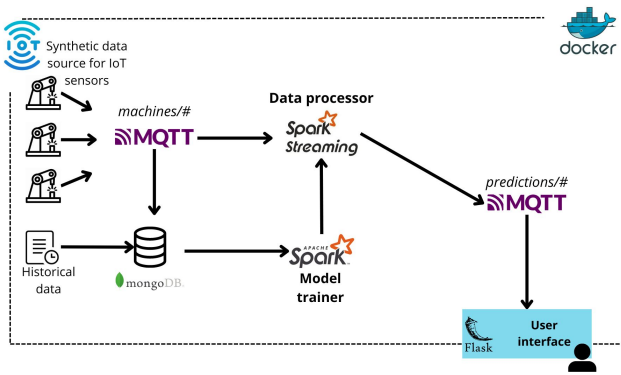 IOT
Synthetic data
source for IoT
sensors
docker
machines/#
MQTT
Data processor
Spark
Streaming
predictions/#
MQTT
Historical
data
mongoDB.
APACHE
Spark
Model
trainer
Flask
User
interface